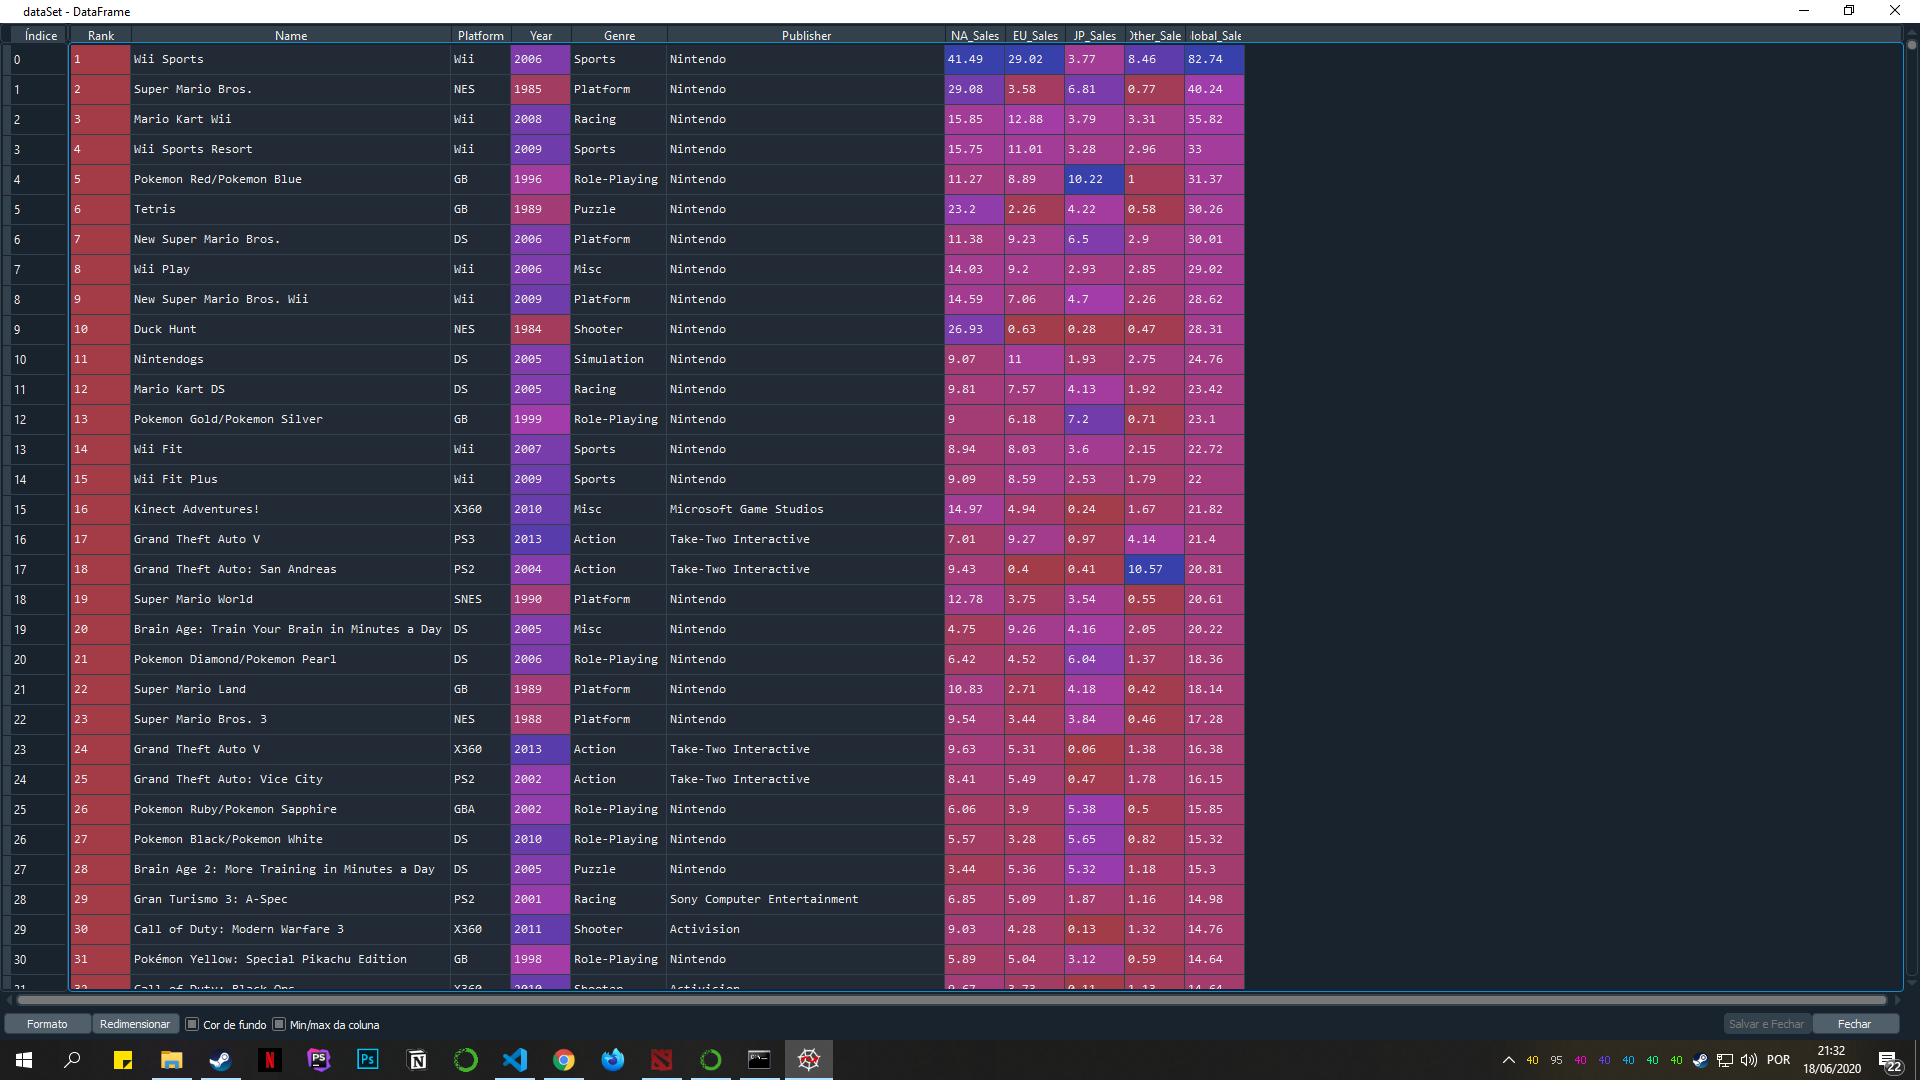 dataSet - DataFrame
Índice Rank Name Platform Year Genre Publisher NA_Sales EU_Sales JP_Sales Other_Sale Global_Sale
0 1 Wii Sports Wii 2006 Sports Nintendo 41.49 29.02 3.77 8.46 82.74
1 2 Super Mario Bros. NES 1985 Platform Nintendo 29.08 3.58 6.81 0.77 40.24
2 3 Mario Kart Wii Wii 2008 Racing Nintendo 15.85 12.88 3.79 3.31 35.82
3 4 Wii Sports Resort Wii 2009 Sports Nintendo 15.75 11.01 3.28 2.96 33
4 5 Pokemon Red/Pokemon Blue GB 1996 Role-Playing Nintendo 11.27 8.89 10.22 1 31.37
5 6 Tetris GB 1989 Puzzle Nintendo 23.2 2.26 4.22 0.58 30.26
6 7 New Super Mario Bros. DS 2006 Platform Nintendo 11.38 9.23 6.5 2.9 30.01
7 8 Wii Play Wii 2006 Misc Nintendo 14.03 9.2 2.93 2.85 29.02
8 9 New Super Mario Bros. Wii Wii 2009 Platform Nintendo 14.59 7.06 4.7 2.26 28.62
9 10 Duck Hunt NES 1984 Shooter Nintendo 26.93 0.63 0.28 0.47 28.31
10 11 Nintendogs DS 2005 Simulation Nintendo 9.07 11 1.93 2.75 24.76
11 12 Mario Kart DS DS 2005 Racing Nintendo 9.81 7.57 4.13 1.92 23.42
12 13 Pokemon Gold/Pokemon Silver GB 1999 Role-Playing Nintendo 9 6.18 7.2 0.71 23.1
13 14 Wii Fit Wii 2007 Sports Nintendo 8.94 8.03 3.6 2.15 22.72
14 15 Wii Fit Plus Wii 2009 Sports Nintendo 9.09 8.59 2.53 1.79 22
15 16 Kinect Adventures! X360 2010 Misc Microsoft Game Studios 14.97 4.94 0.24 1.67 21.82
16 17 Grand Theft Auto V PS3 2013 Action Take-Two Interactive 7.01 9.27 0.97 4.14 21.4
17 18 Grand Theft Auto: San Andreas PS2 2004 Action Take-Two Interactive 9.43 0.4 0.41 10.57 20.81
18 19 Super Mario World SNES 1990 Platform Nintendo 12.78 3.75 3.54 0.55 20.61
19 20 Brain Age: Train Your Brain in Minutes a Day DS 2005 Misc Nintendo 4.75 9.26 4.16 2.05 20.22
20 21 Pokemon Diamond/Pokemon Pearl DS 2006 Role-Playing Nintendo 6.42 4.52 6.04 1.37 18.36
21 22 Super Mario Land GB 1989 Platform Nintendo 10.83 2.71 4.18 0.42 18.14
22 23 Super Mario Bros. 3 NES 1988 Platform Nintendo 9.54 3.44 3.84 0.46 17.28
23 24 Grand Theft Auto V X360 2013 Action Take-Two Interactive 9.63 5.31 0.06 1.38 16.38
24 25 Grand Theft Auto: Vice City PS2 2002 Action Take-Two Interactive 8.41 5.49 0.47 1.78 16.15
25 26 Pokemon Ruby/Pokemon Sapphire GBA 2002 Role-Playing Nintendo 6.06 3.9 5.38 0.5 15.85
26 27 Pokemon Black/Pokemon White DS 2010 Role-Playing Nintendo 5.57 3.28 5.65 0.82 15.32
27 28 Brain Age 2: More Training in Minutes a Day DS 2005 Puzzle Nintendo 3.44 5.36 5.32 1.18 15.3
28 29 Gran Turismo 3: A-Spec PS2 2001 Racing Sony Computer Entertainment 6.85 5.09 1.87 1.16 14.98
29 30 Call of Duty: Modern Warfare 3 X360 2011 Shooter Activision 9.03 4.28 0.13 1.32 14.76
30 31 Pokémon Yellow: Special Pikachu Edition GB 1998 Role-Playing Nintendo 5.89 5.04 3.12 0.59 14.64
31 32 Call of Duty: Black Ops X360 2010 Shooter Activision 9.67 3.73 0.11 1.13 14.64
Formato Redimensionar Cor de fundo Min/max da coluna Salvar e Fechar Fechar
PS Ps N 40 95 40 40 40 40 40 POR 21:32
18/06/2020 22